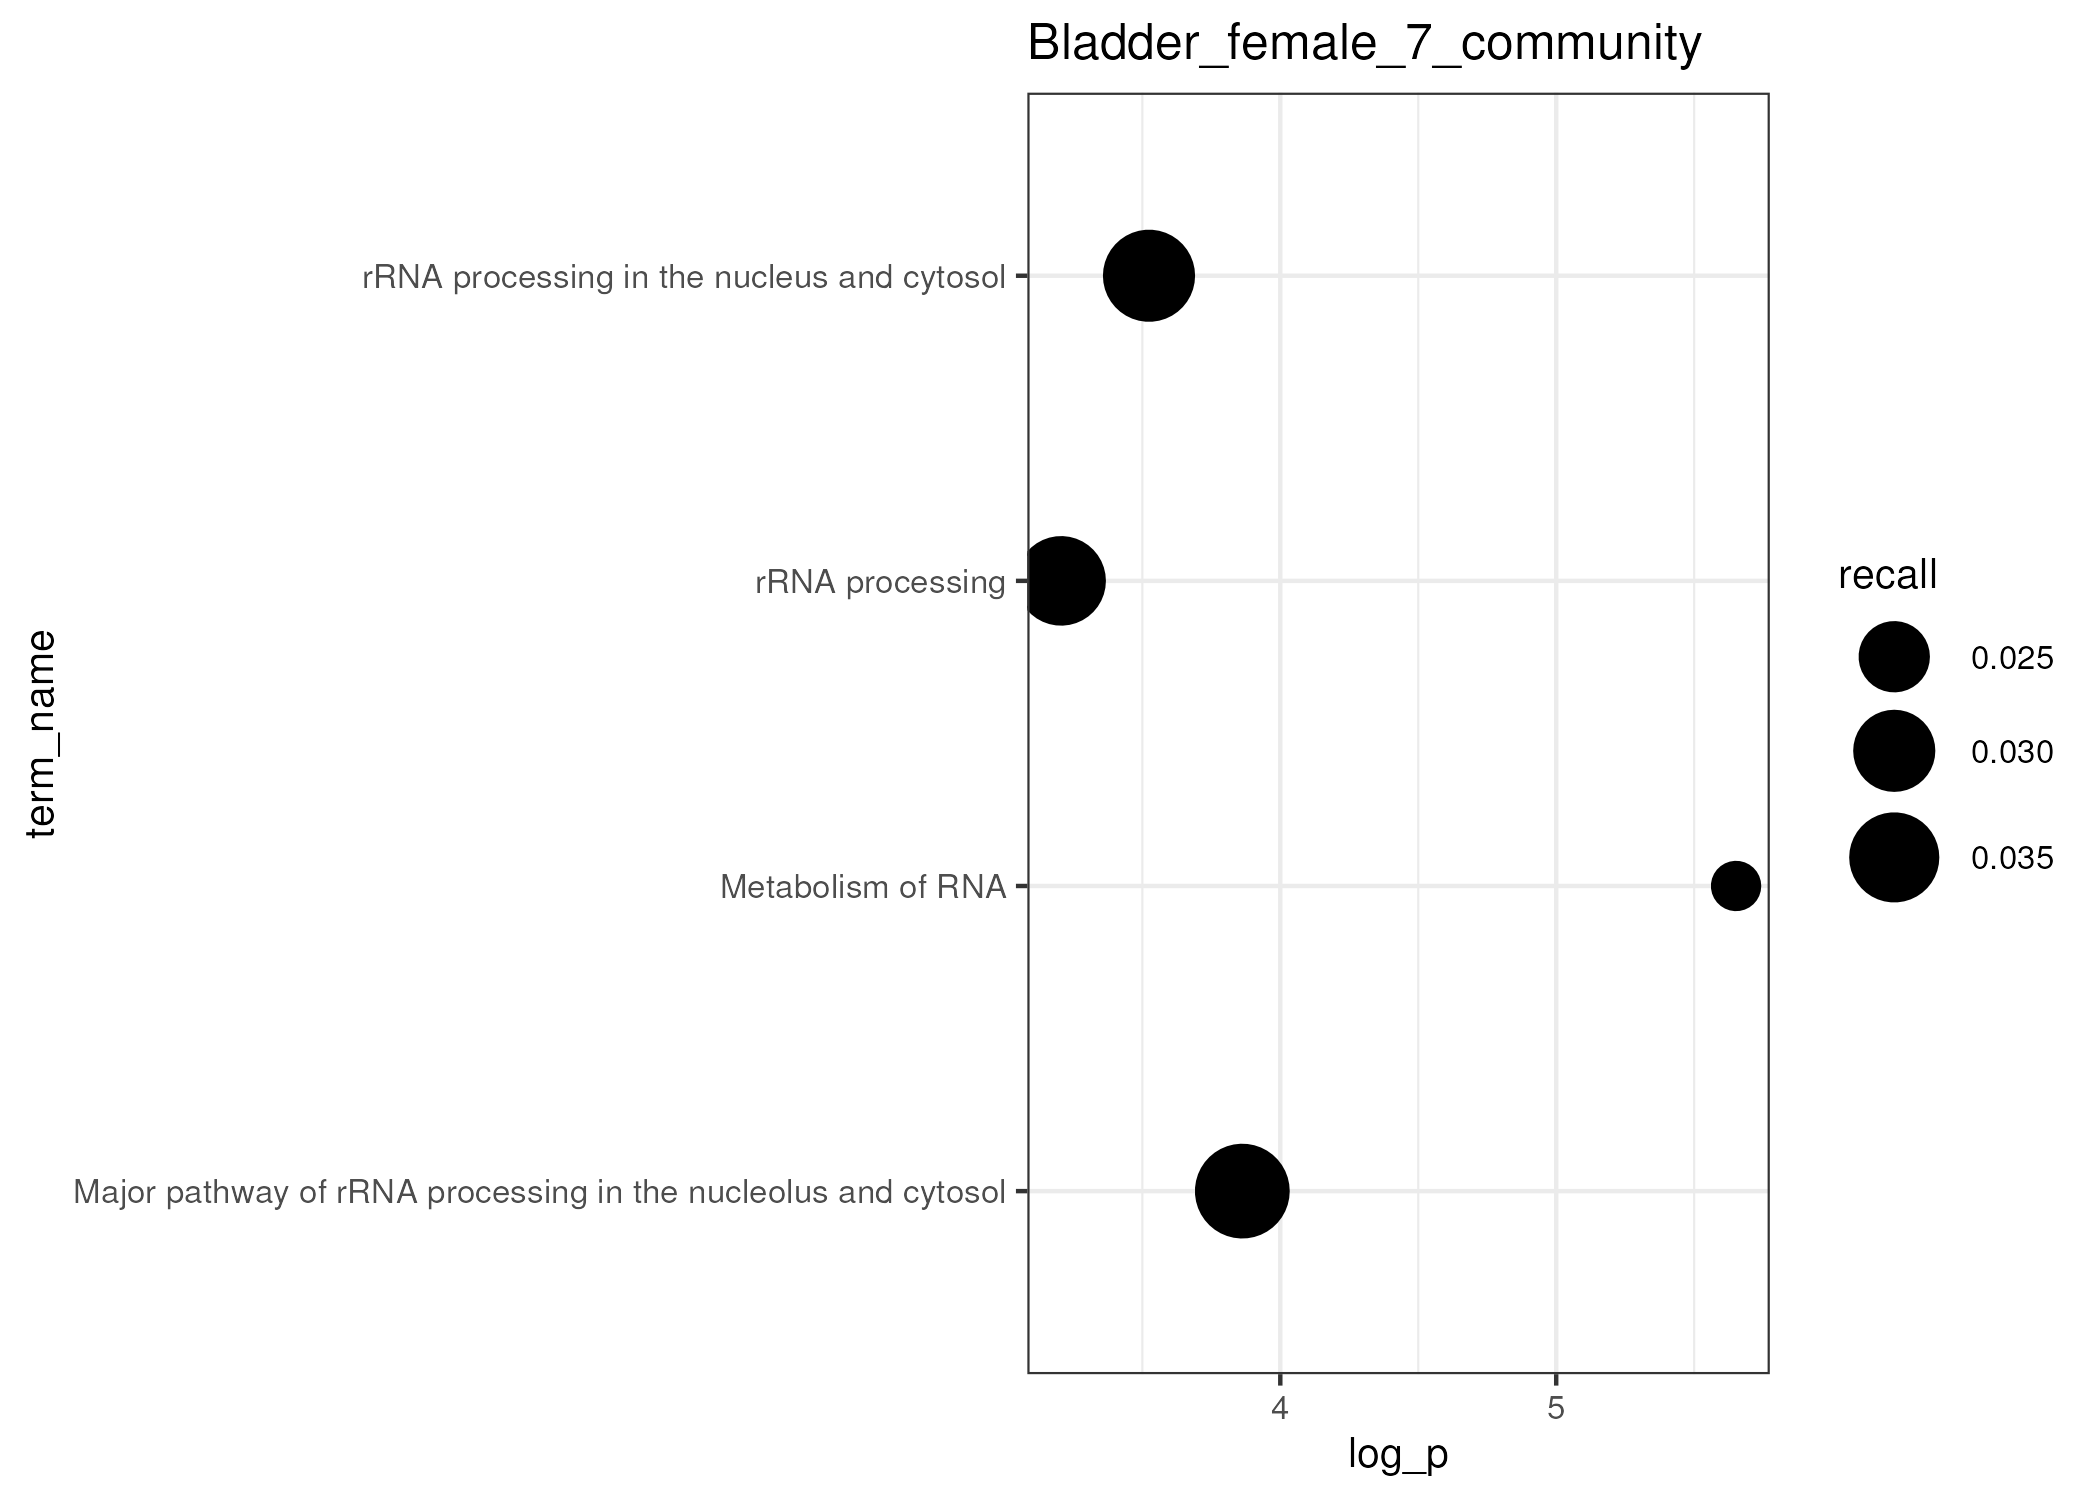 Bladder_female_7_community
rRNA processing in the nucleus and cytosol
rRNA processing
Metabolism of RNA
Major pathway of rRNA processing in the nucleolus and cytosol
term_name
4
5
log_p
recall
0.025
0.030
0.035